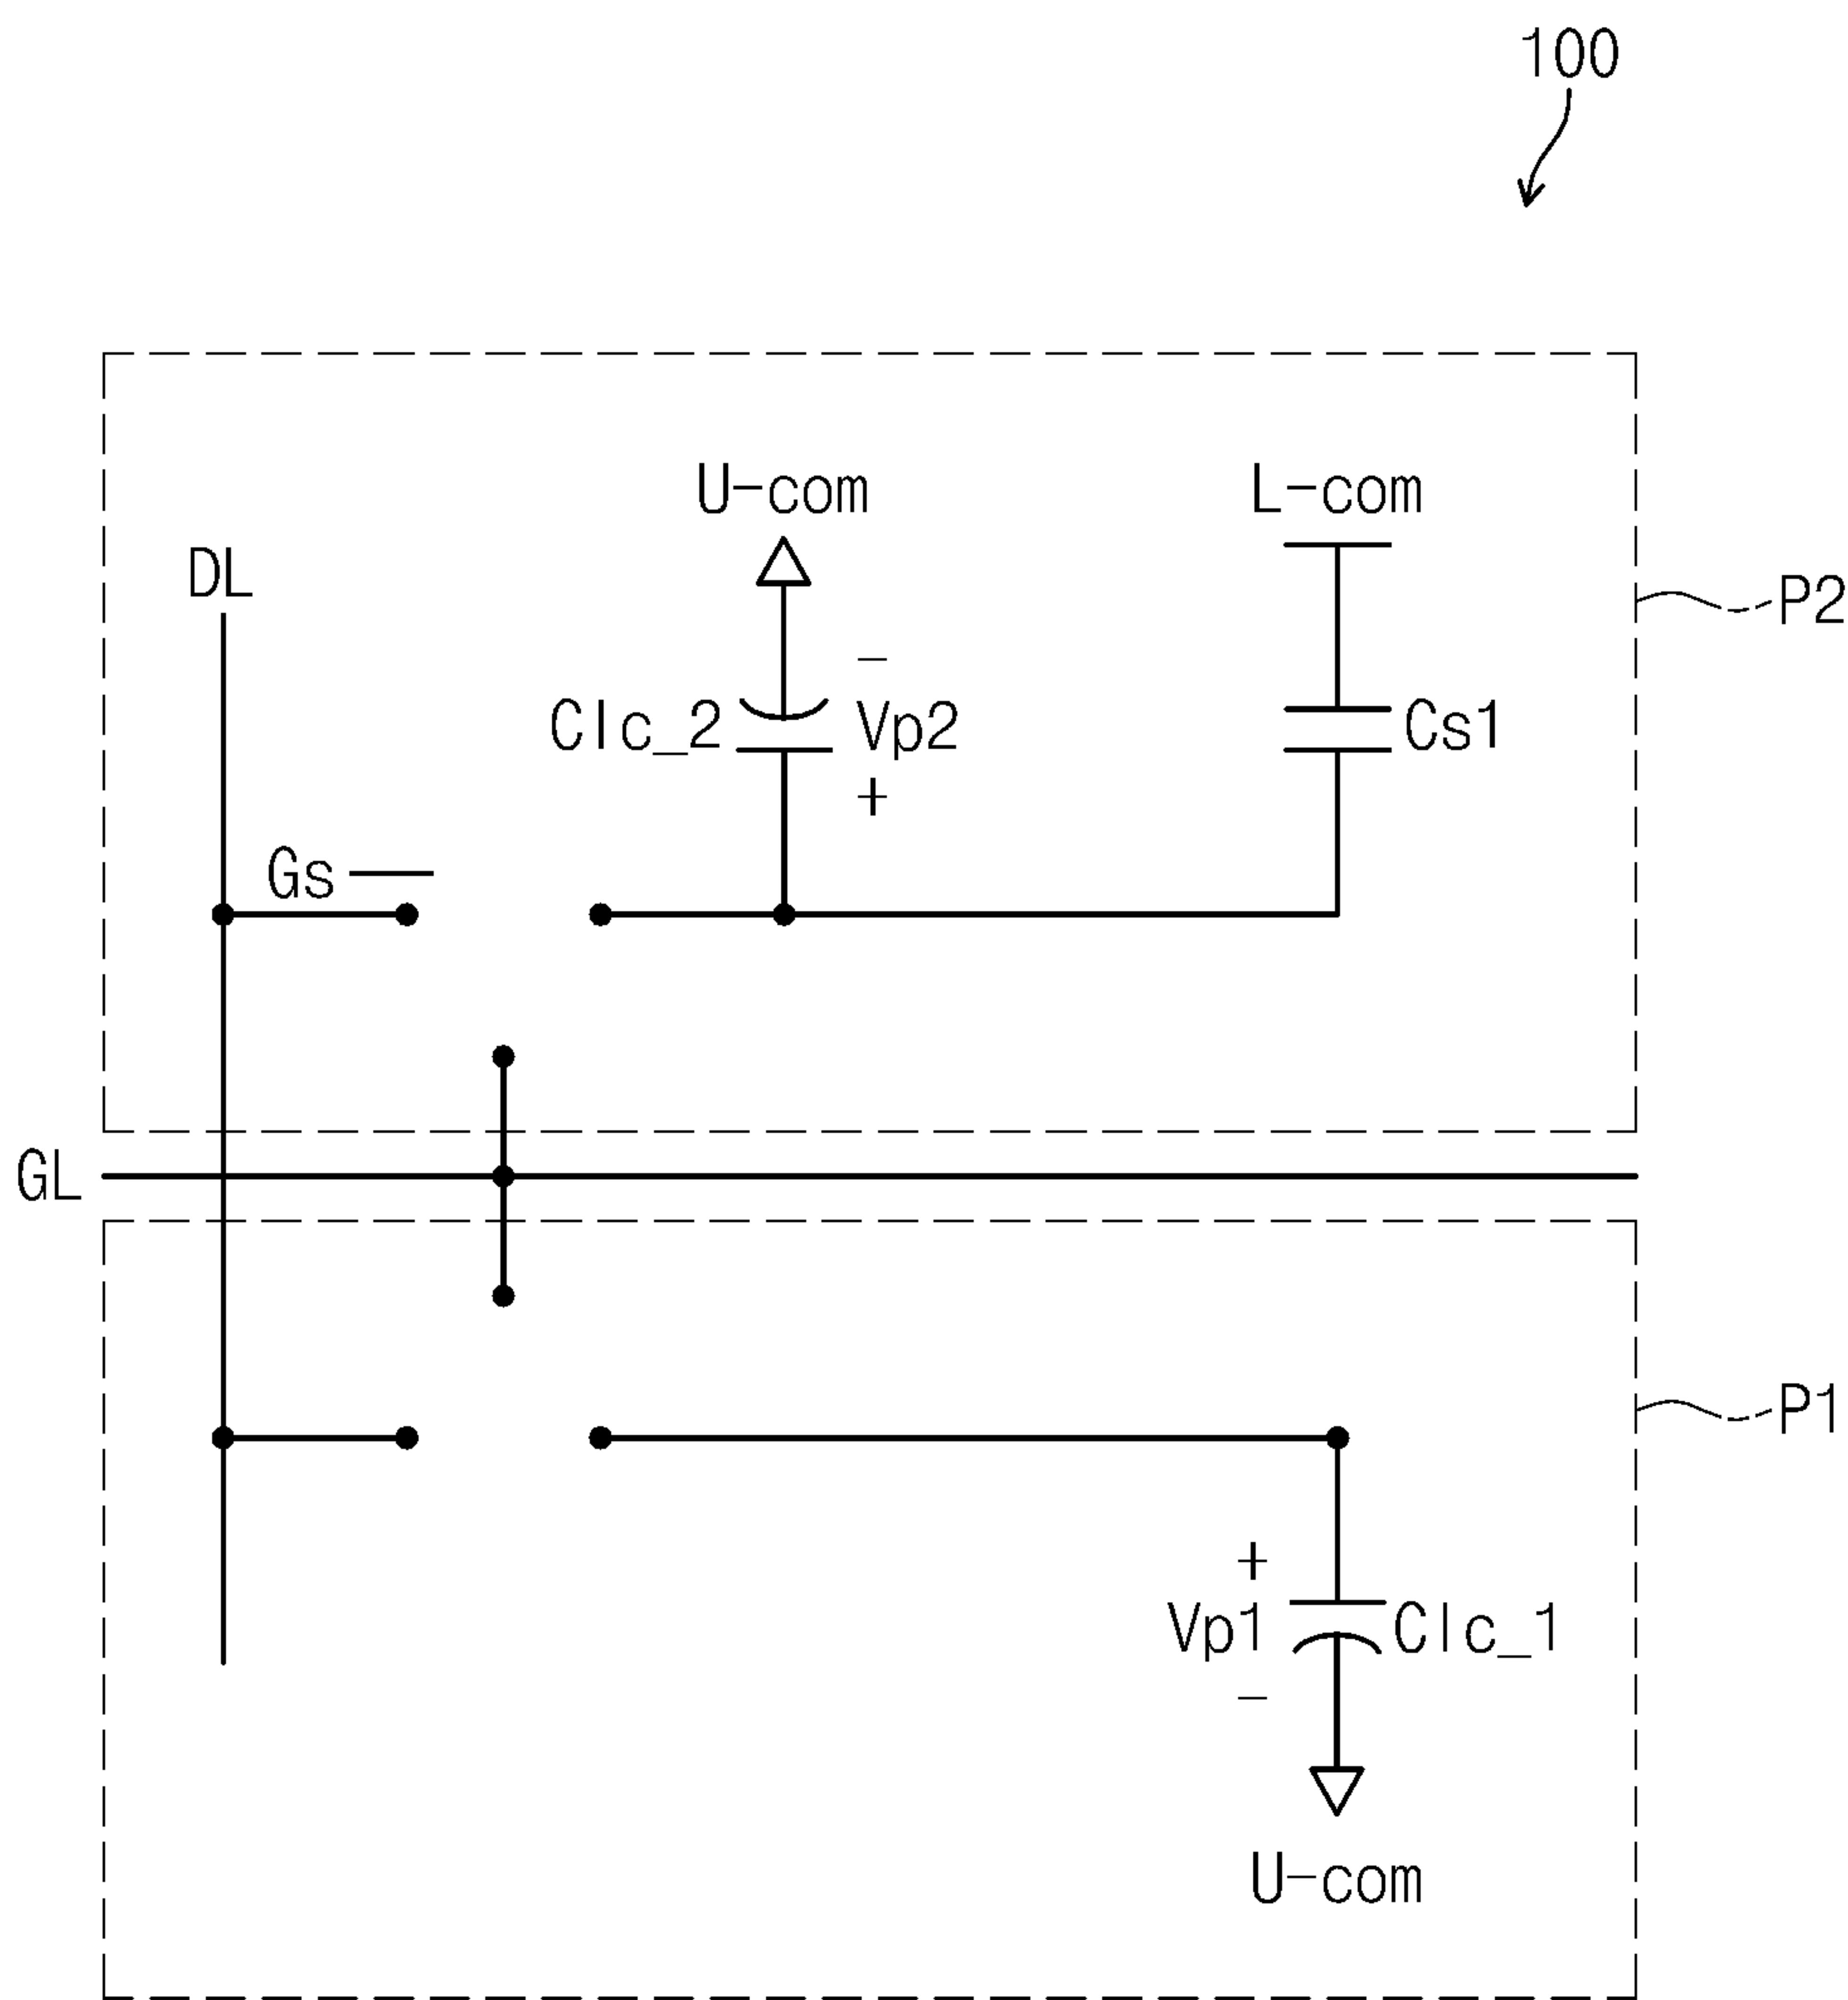 100
U-com
L-com
DL
P2
-
Clc_2
Vp2
Cs1
+
Gs
GL
P1
+
Vp1
Clc_1
-
U-com